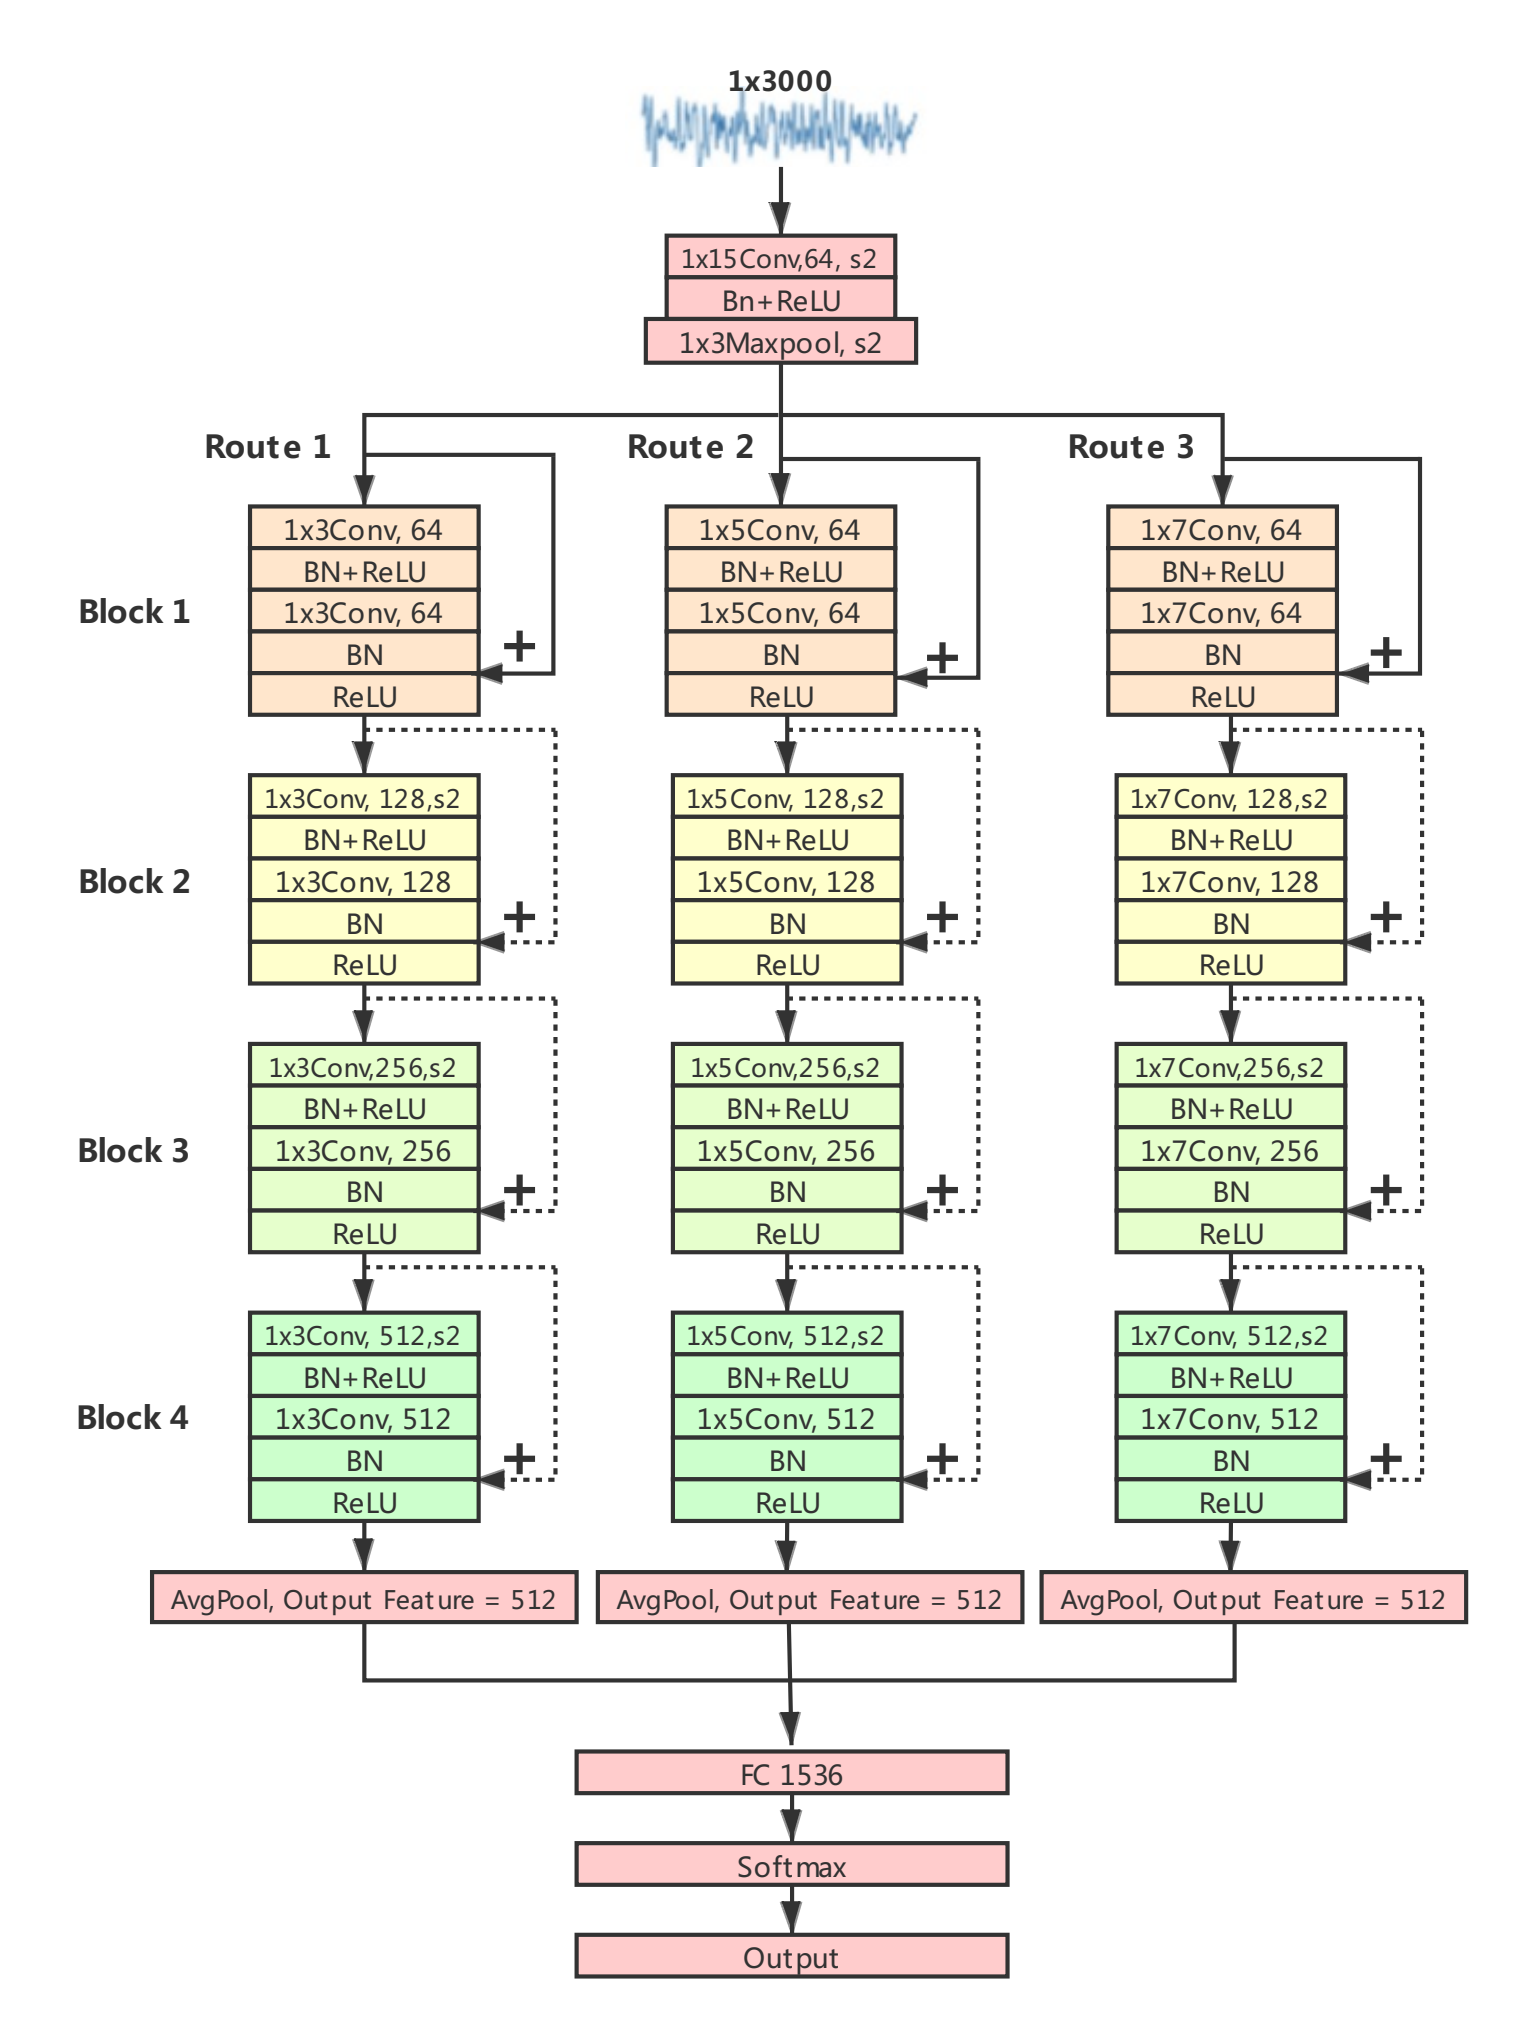 1x3000
1x15Conv,64, s2
Bn+ReLU
1x3Maxpool, s2
Route 1
Route 2
Route 3
Block 1
1x3Conv, 64
BN+ReLU
1x3Conv, 64
BN
ReLU
+
1x5Conv, 64
BN+ReLU
1x5Conv, 64
BN
ReLU
+
1x7Conv, 64
BN+ReLU
1x7Conv, 64
BN
ReLU
+
Block 2
1x3Conv, 128,s2
BN+ReLU
1x3Conv, 128
BN
ReLU
+
1x5Conv, 128,s2
BN+ReLU
1x5Conv, 128
BN
ReLU
+
1x7Conv, 128,s2
BN+ReLU
1x7Conv, 128
BN
ReLU
+
Block 3
1x3Conv,256,s2
BN+ReLU
1x3Conv, 256
BN
ReLU
+
1x5Conv,256,s2
BN+ReLU
1x5Conv, 256
BN
ReLU
+
1x7Conv,256,s2
BN+ReLU
1x7Conv, 256
BN
ReLU
+
Block 4
1x3Conv, 512,s2
BN+ReLU
1x3Conv, 512
BN
ReLU
+
1x5Conv, 512,s2
BN+ReLU
1x5Conv, 512
BN
ReLU
+
1x7Conv, 512,s2
BN+ReLU
1x7Conv, 512
BN
ReLU
+
AvgPool, Output Feature = 512
AvgPool, Output Feature = 512
AvgPool, Output Feature = 512
FC 1536
Softmax
Output